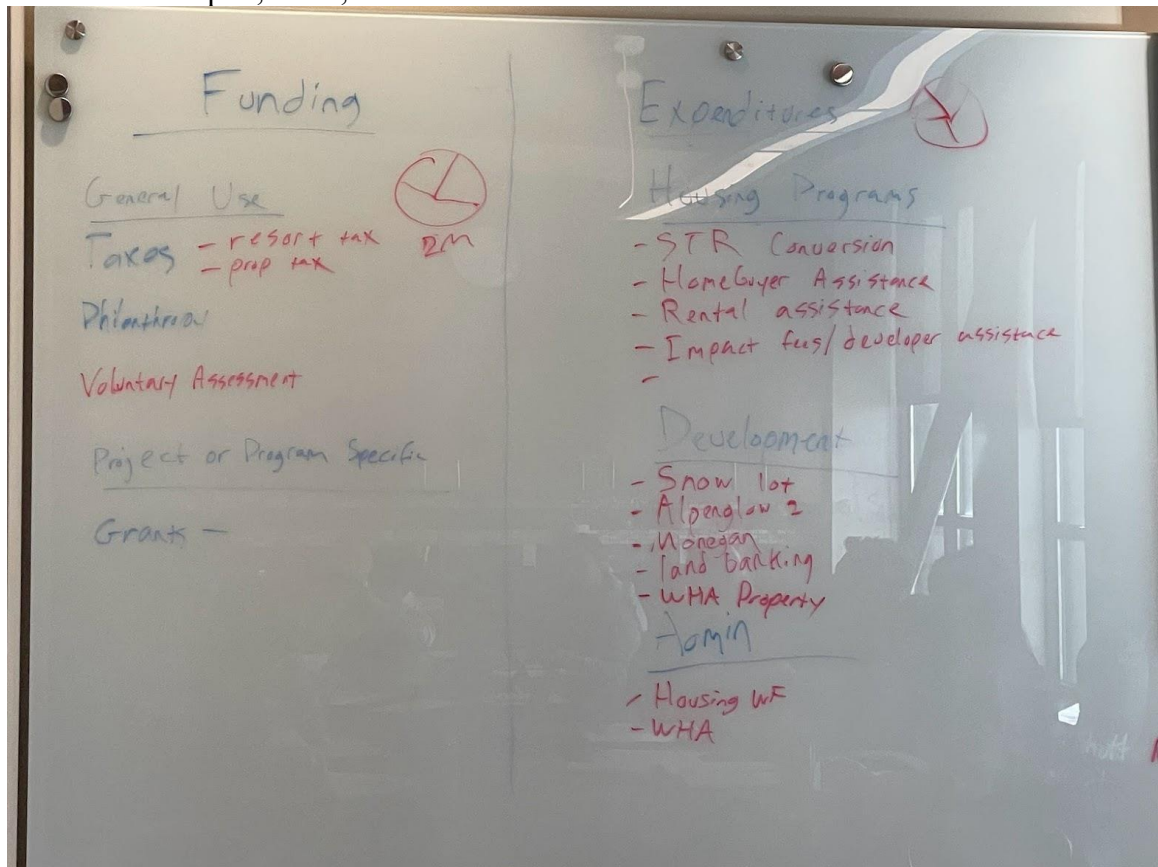 Funding
General Use
Taxes - resort tax
- prop tax
2M
Philanthropy
Voluntary Assessment
Project or Program Specific
Grants -
Expenditures
Housing Programs
- STR Conversion
- Homebuyer Assistance
- Rental assistance
- Impact fees/developer assistance
-
Development
- Snow lot
- Alpenglow 2
- Monegan
- land banking
- WHA Property
Admin
- Housing WF
- WHA